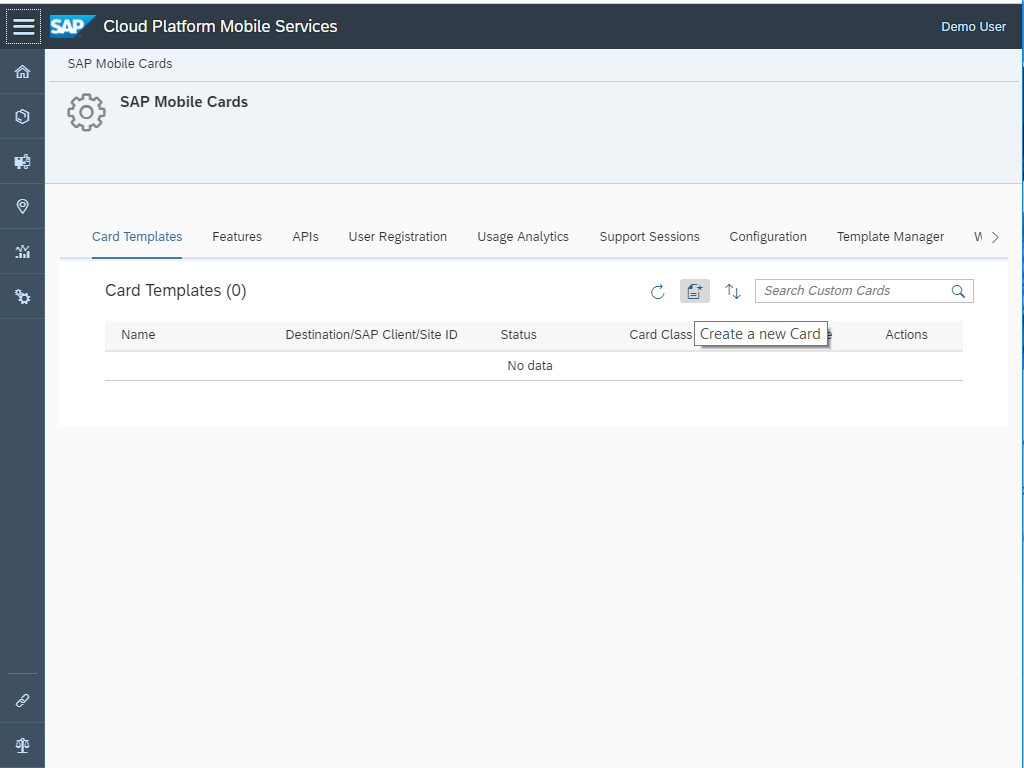 SAP Cloud Platform Mobile Services Demo User
SAP Mobile Cards
SAP Mobile Cards
Card Templates Features APIs User Registration Usage Analytics Support Sessions Configuration Template Manager
Card Templates (0) Search Custom Cards
Name Destination/SAP Client/Site ID Status Card Class Actions
Create a new Card
No data